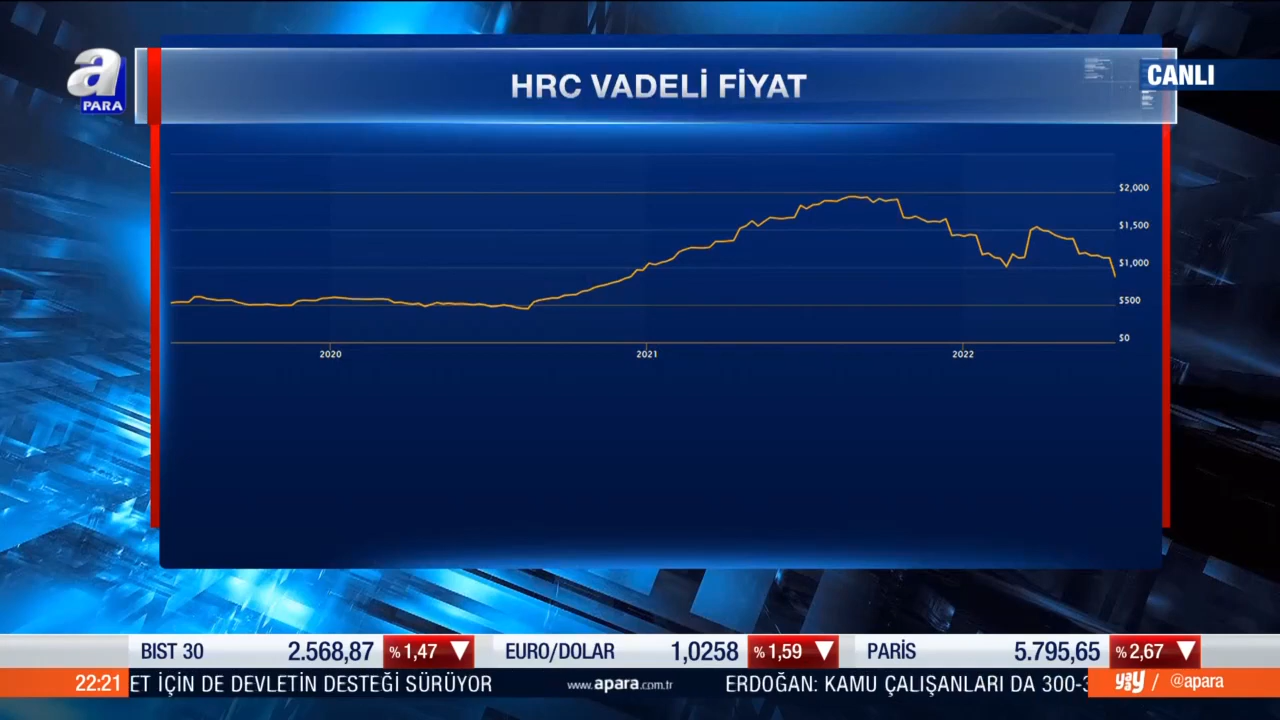 a
PARA
HRC VADELİ FİYAT
CANLI
$2,000
$1,500
$1,000
$500
$0
2020
2021
2022
BIST 30 2.568,87 %1,47
EURO/DOLAR 1,0258 %1,59
PARİS 5.795,65 %2,67
22:21 ET İÇİN DE DEVLETİN DESTEĞİ SÜRÜYOR www.apara.com.tr ERDOĞAN: KAMU ÇALIŞANLARI DA 300-
/ @apara